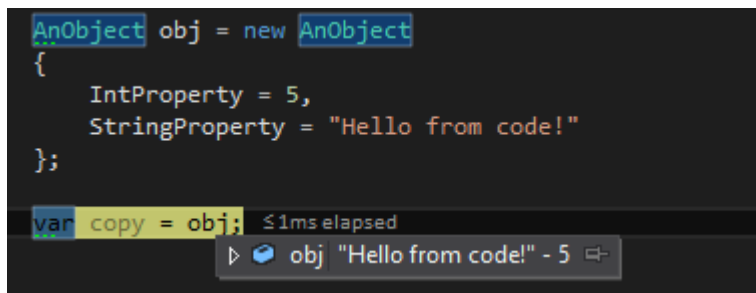 AnObject obj = new AnObject
{
    IntProperty = 5,
    StringProperty = "Hello from code!"
};
var copy = obj; ≤1ms elapsed
obj "Hello from code!" - 5